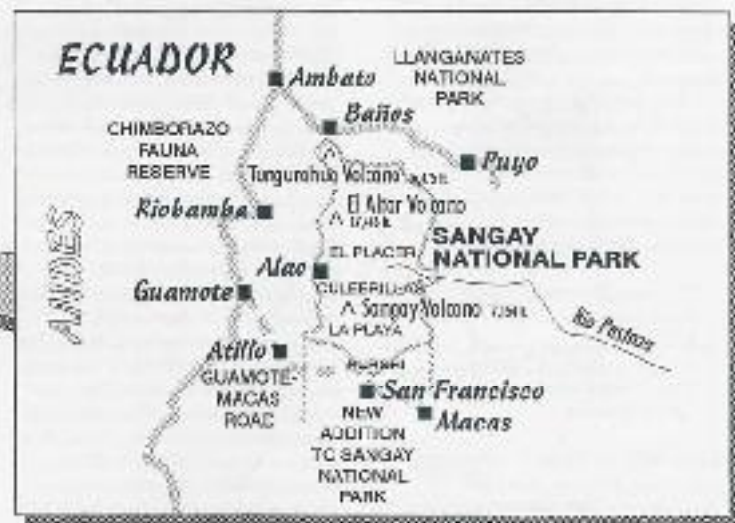 ECUADOR
Ambato
LLANGANATES
NATIONAL
PARK
Baños
CHIMBORAZO
FAUNA
RESERVE
Puyo
Tungurahua Volcano
El Altar Volcano
Riobamba
ANDES
SANGAY
NATIONAL PARK
EL PLACER
Alao
CULEBRILLAS
Guamote
Sangay Volcano
Rio Pastaza
LA PLAYA
Atillo
GUAMOTE-
MACAS
ROAD
San Francisco
Macas
NEW
ADDITION
TO SANGAY
NATIONAL
PARK